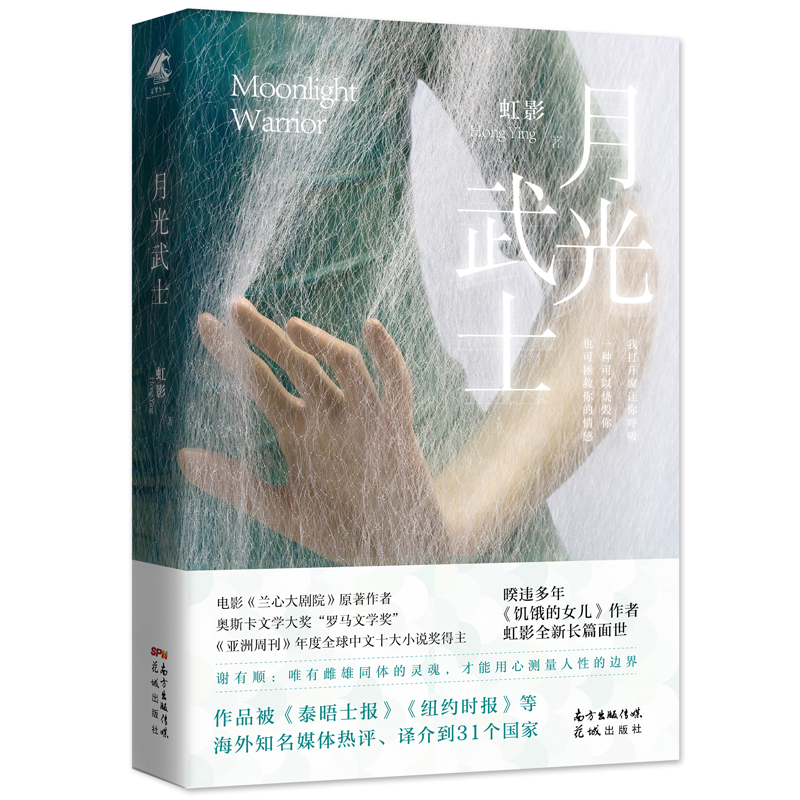 Moonlight
Warrior
虹影
Hong Ying
著
月光
武士
我打开窗让你呼吸
一种可以烧毁你
也可拯救你的情感
月光武士
虹影
Hong Ying
著
SPM
南方出版传媒
花城出版社
电影《兰心大剧院》原著作者
奥斯卡文学大奖“罗马文学奖”
《亚洲周刊》年度全球中文十大小说奖得主
暌违多年
《饥饿的女儿》作者
虹影全新长篇面世
谢有顺：唯有雌雄同体的灵魂，才能用心测量人性的边界
作品被《泰晤士报》《纽约时报》等
海外知名媒体热评、译介到31个国家
南方出版传媒
花城出版社